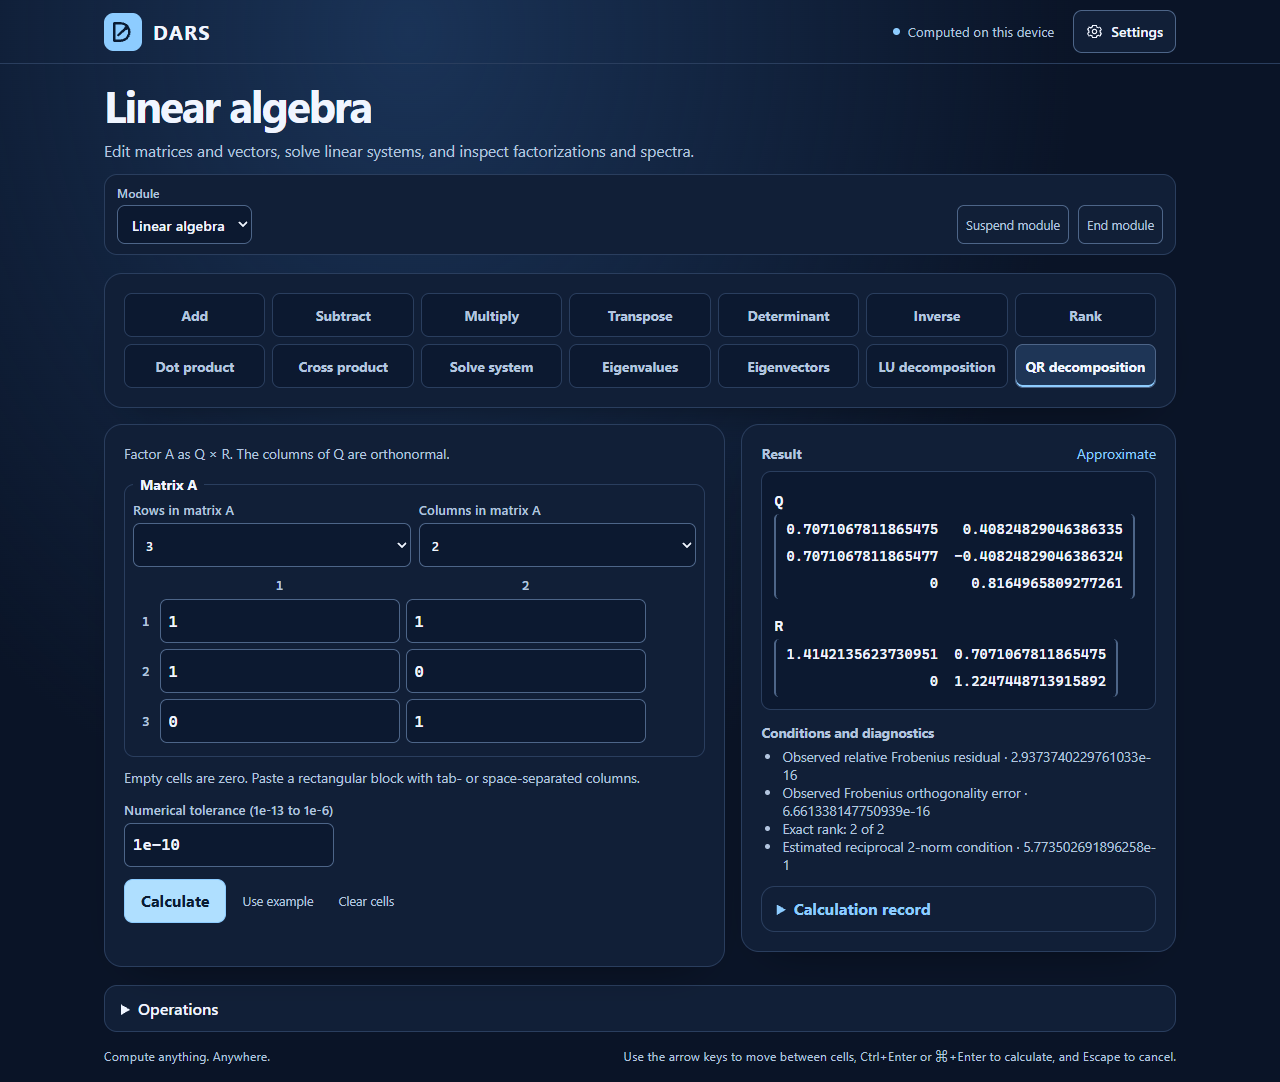 DARS
Computed on this device
Settings
Linear algebra
Edit matrices and vectors, solve linear systems, and inspect factorizations and spectra.
Module
Linear algebra
Suspend module
End module
Add
Subtract
Multiply
Transpose
Determinant
Inverse
Rank
Dot product
Cross product
Solve system
Eigenvalues
Eigenvectors
LU decomposition
QR decomposition
Factor A as Q × R. The columns of Q are orthonormal.
Matrix A
Rows in matrix A
Columns in matrix A
3
2
1 2
1 1 1
2 1 0
3 0 1
Empty cells are zero. Paste a rectangular block with tab- or space-separated columns.
Numerical tolerance (1e-13 to 1e-6)
1e-10
Calculate
Use example
Clear cells
Result
Approximate
Q
0.7071067811865475 0.40824829046386335
0.7071067811865477 -0.40824829046386324
0 0.8164965809277261
R
1.4142135623730951 0.7071067811865475
0 1.2247448713915892
Conditions and diagnostics
• Observed relative Frobenius residual · 2.9373740229761033e-
16
• Observed Frobenius orthogonality error ·
6.661338147750939e-16
• Exact rank: 2 of 2
• Estimated reciprocal 2-norm condition · 5.773502691896258e-
1
Calculation record
Operations
Compute anything. Anywhere.
Use the arrow keys to move between cells, Ctrl+Enter or ⌘+Enter to calculate, and Escape to cancel.